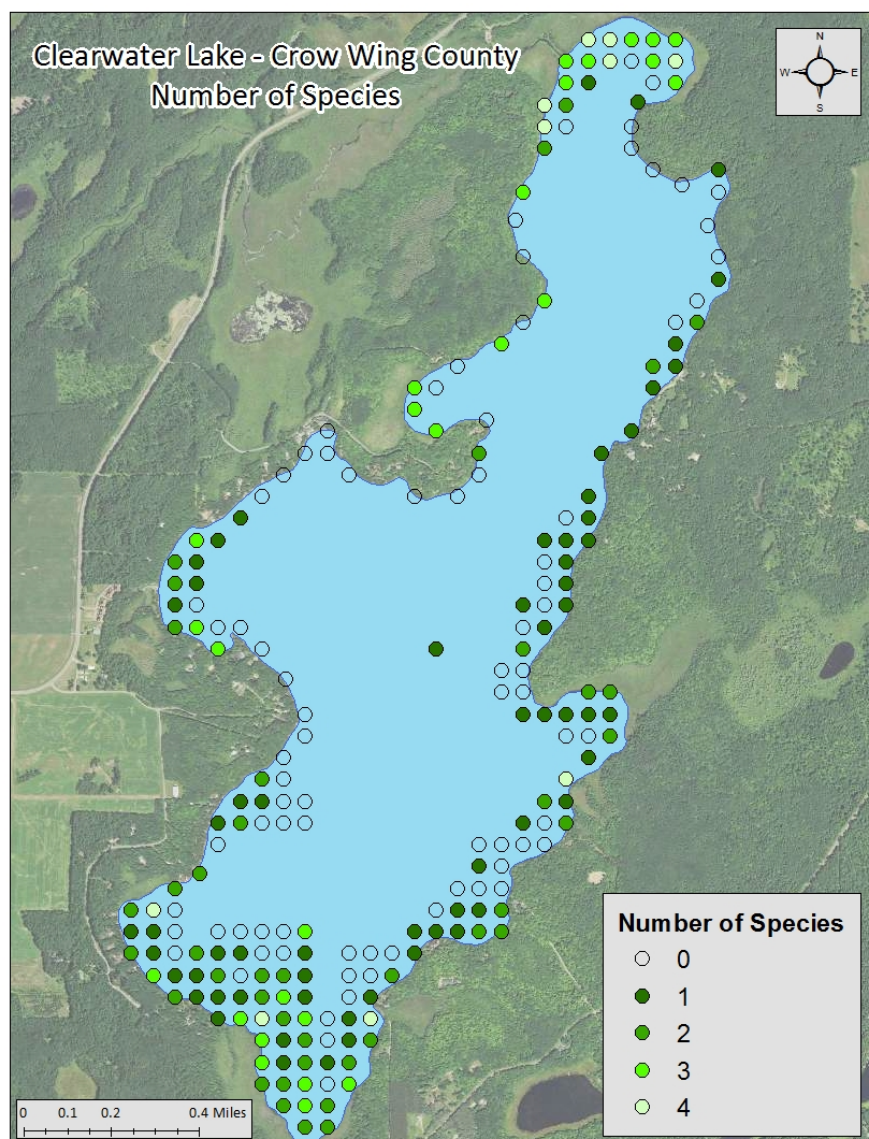 Clearwater Lake - Crow Wing County
Number of Species
N
W E
S
Number of Species
0
1
2
3
4
0 0.1 0.2 0.4 Miles